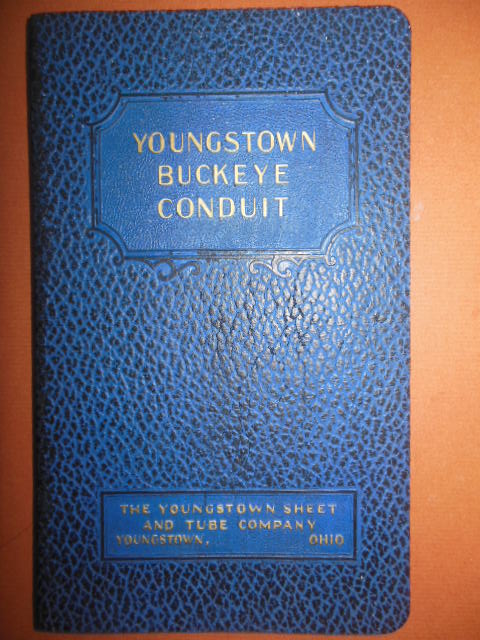 YOUNGSTOWN
BUCKEYE
CONDUIT
THE YOUNGSTOWN SHEET
AND TUBE COMPANY
YOUNGSTOWN, OHIO